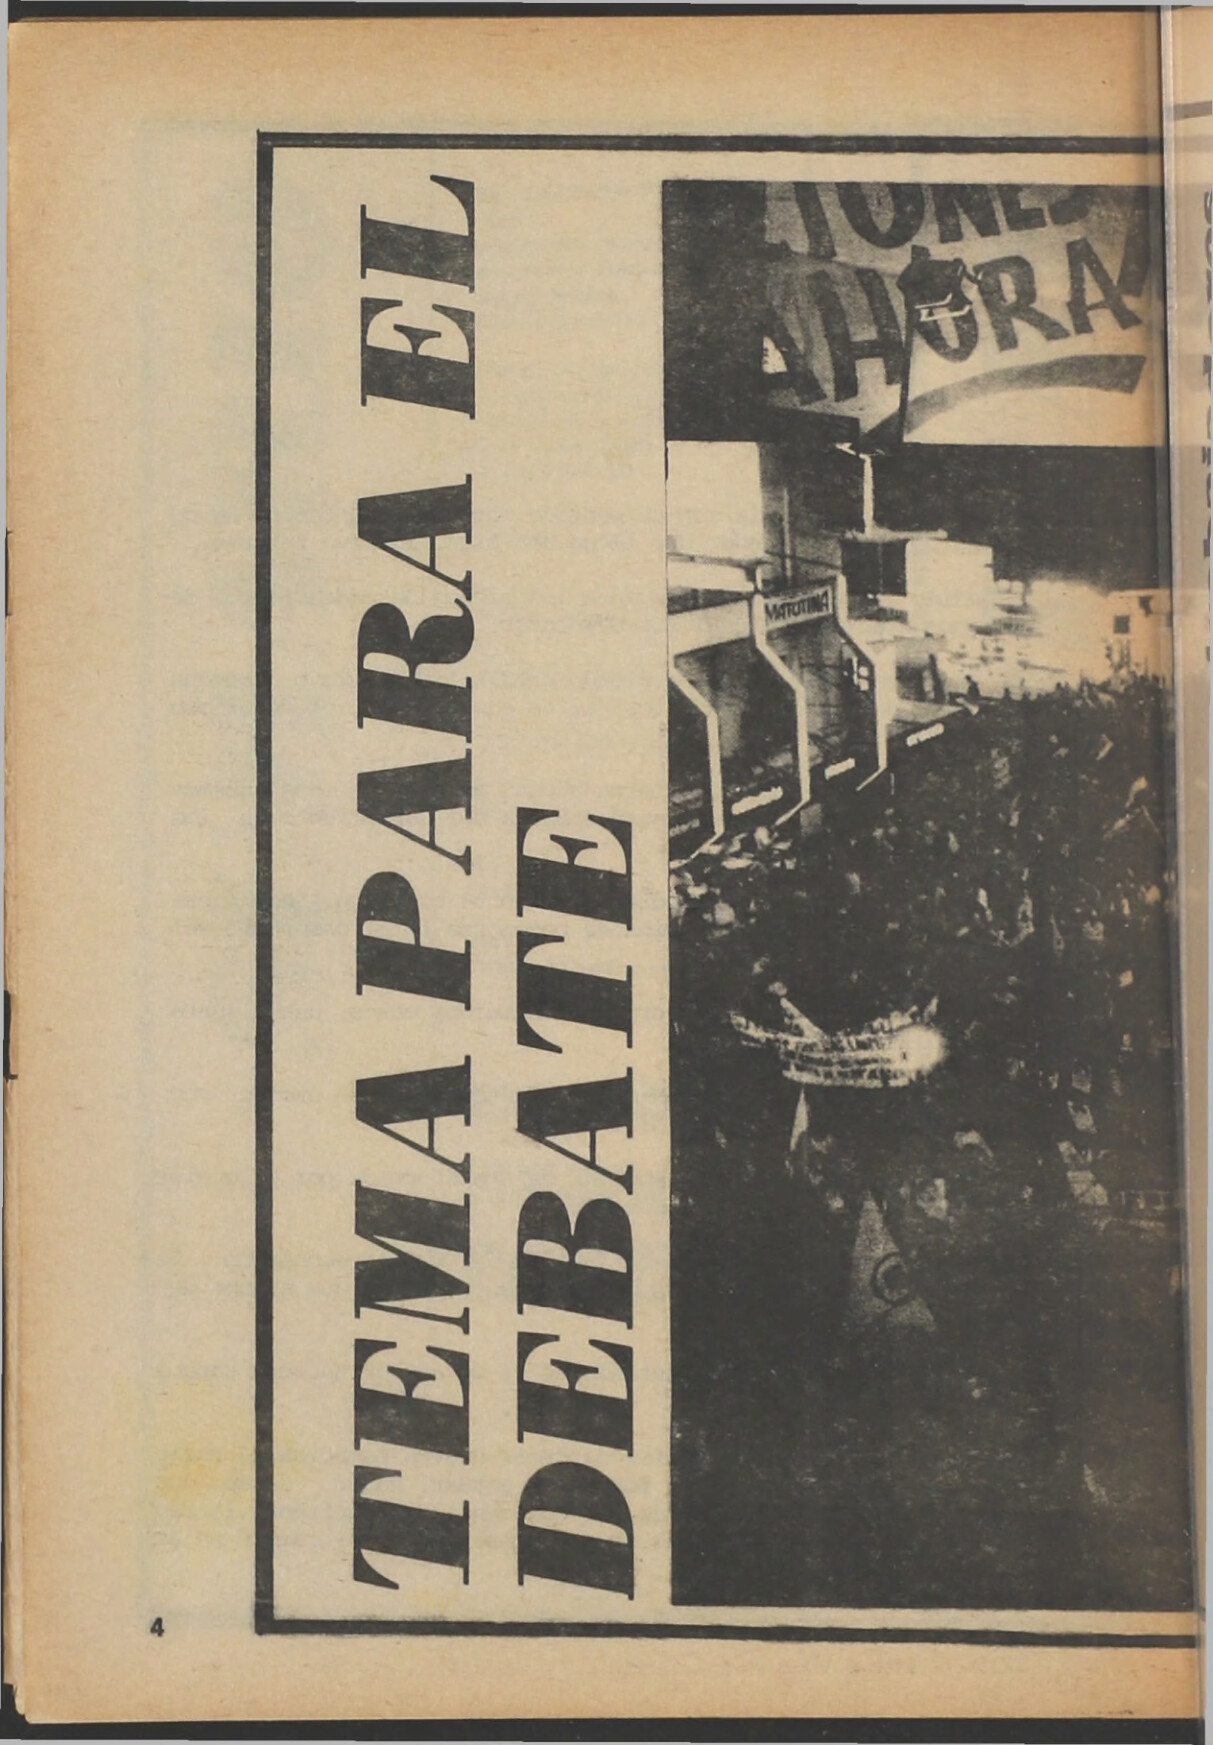 TEMA PARA EL
DEBATE
AHORA
MATUTINA
4